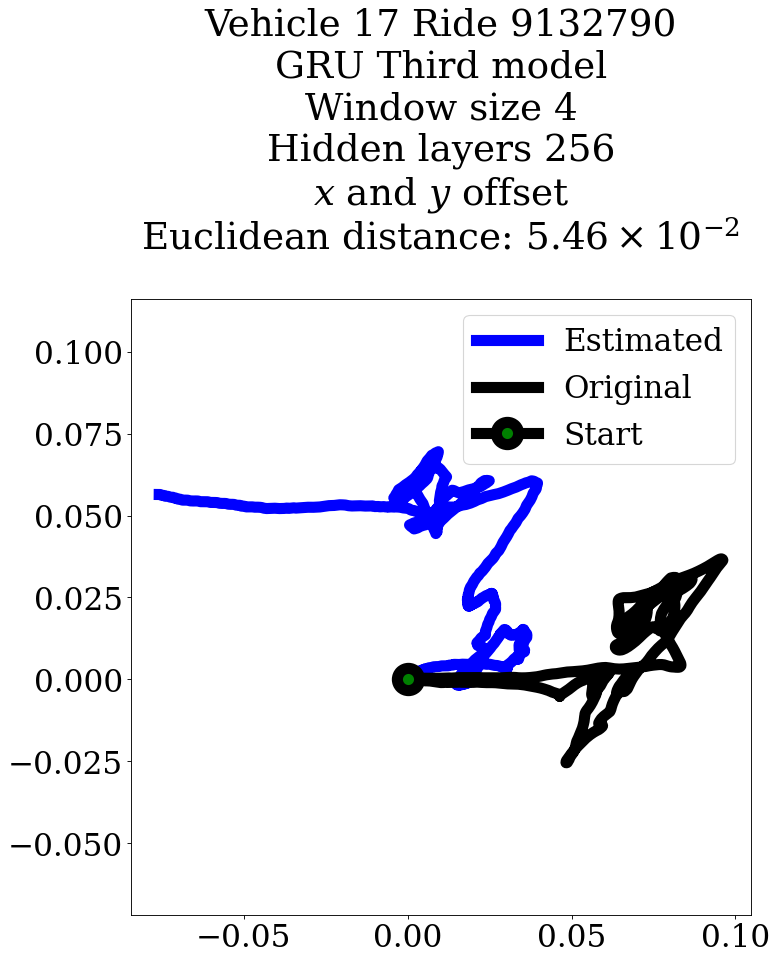 Vehicle 17 Ride 9132790
GRU Third model
Window size 4
Hidden layers 256
x and y offset
Euclidean distance: 5.46 × 10⁻²
Estimated
Original
Start
0.100
0.075
0.050
0.025
0.000
−0.025
−0.050
−0.05 0.00 0.05 0.10